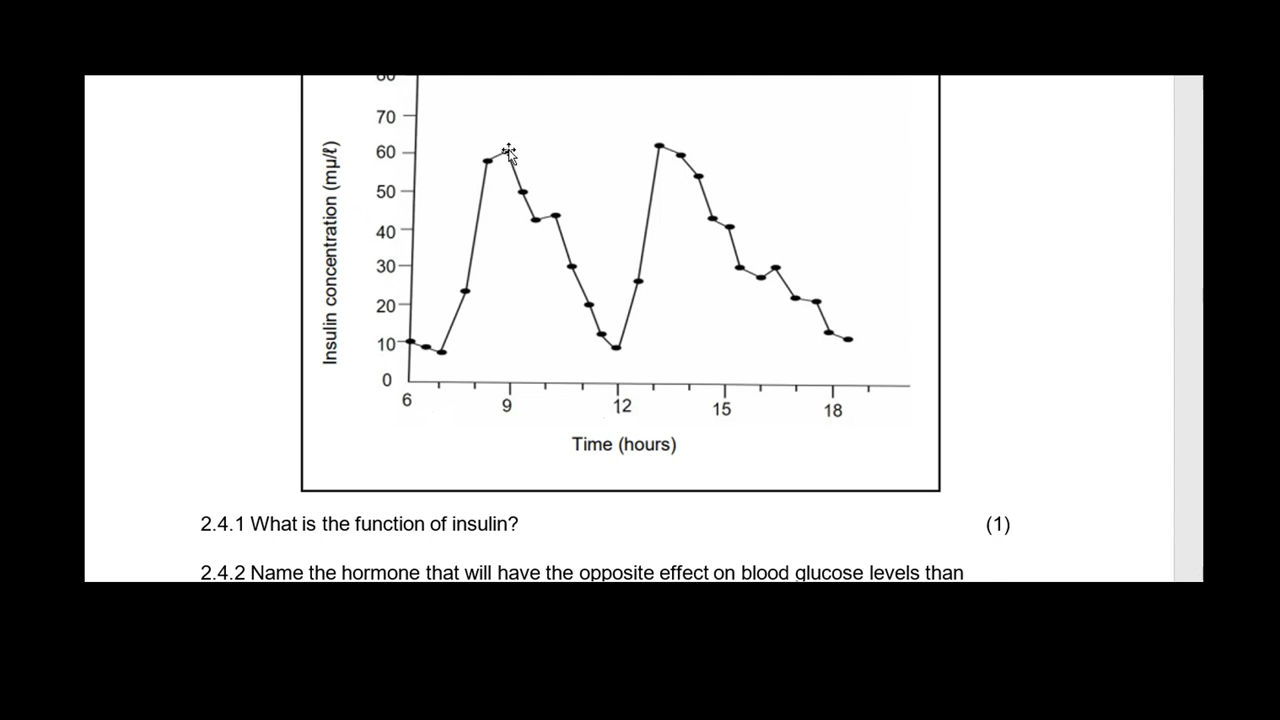 80
70
60
50
40
30
20
10
0
Insulin concentration (mµ/ℓ)
6 9 12 15 18
Time (hours)
2.4.1 What is the function of insulin? (1)
2.4.2 Name the hormone that will have the opposite effect on blood glucose levels than